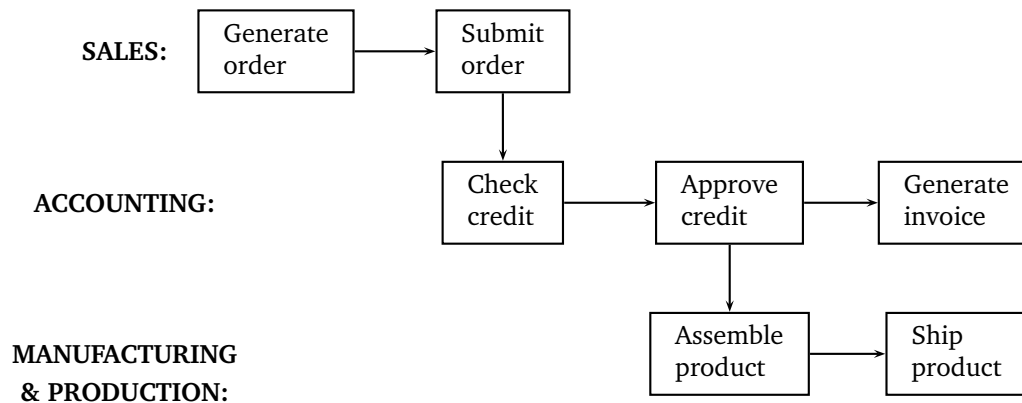 SALES:
Generate
order
Submit
order
ACCOUNTING:
Check
credit
Approve
credit
Generate
invoice
MANUFACTURING
& PRODUCTION:
Assemble
product
Ship
product